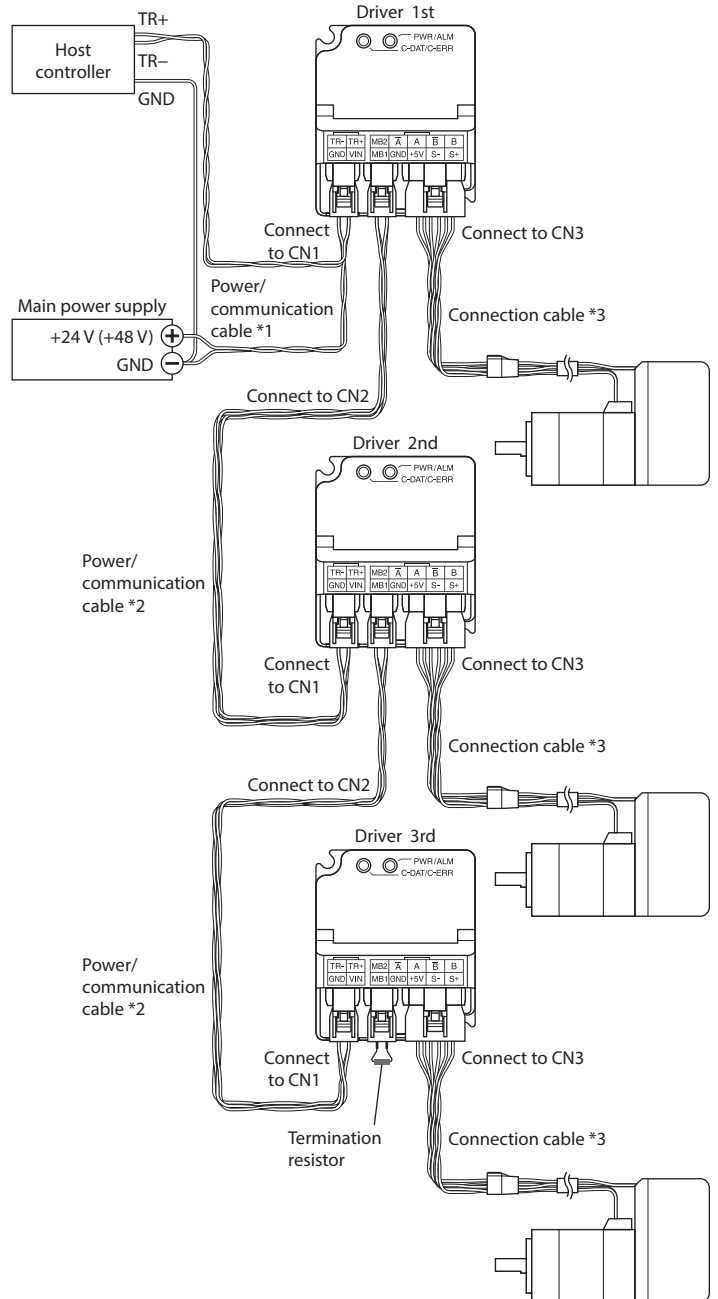 TR+
Host
controller
TR−
GND
Driver 1st
PWR/ALM
C-DAT/C-ERR
TR- TR+ MB2 A̅ A B̅ B
GND VIN MB1 GND +5V S- S+
Connect
to CN1
Connect to CN3
Power/
communication
cable *1
Connection cable *3
Main power supply
+24 V (+48 V) +
GND −
Connect to CN2
Driver 2nd
PWR/ALM
C-DAT/C-ERR
TR- TR+ MB2 A̅ A B̅ B
GND VIN MB1 GND +5V S- S+
Power/
communication
cable *2
Connect
to CN1
Connect to CN3
Connection cable *3
Connect to CN2
Driver 3rd
PWR/ALM
C-DAT/C-ERR
TR- TR+ MB2 A̅ A B̅ B
GND VIN MB1 GND +5V S- S+
Power/
communication
cable *2
Connect
to CN1
Connect to CN3
Termination
resistor
Connection cable *3